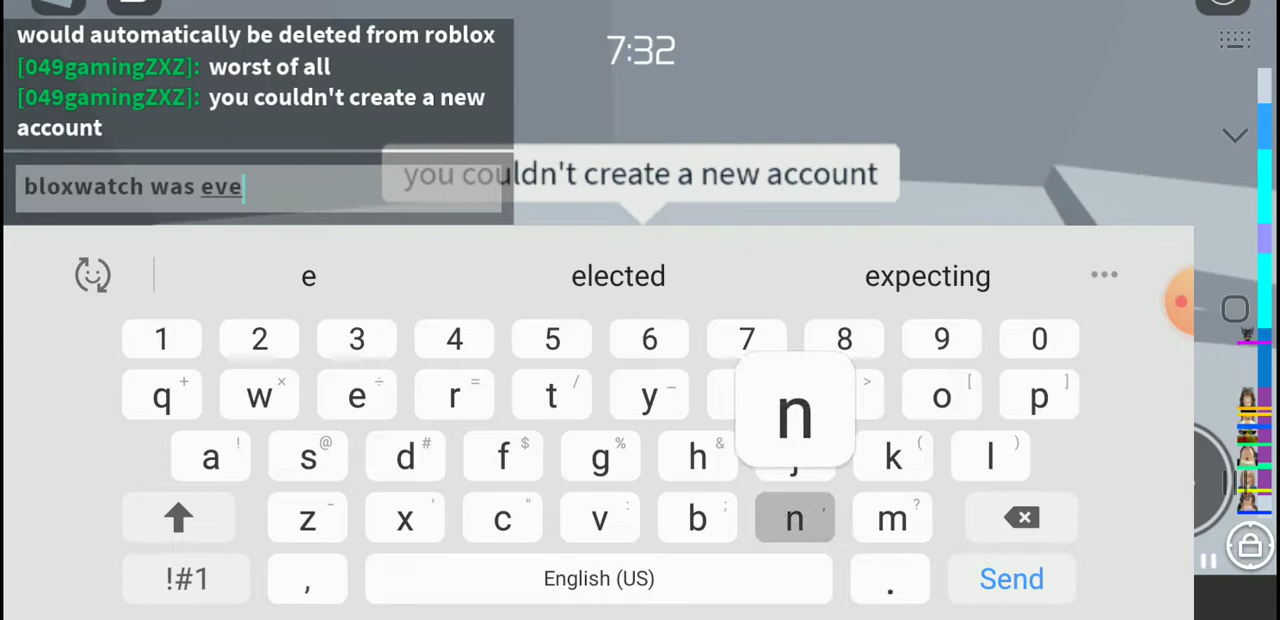 would automatically be deleted from roblox
7:32
[049gamingZXZ]: worst of all
[049gamingZXZ]: you couldn't create a new
account
you couldn't create a new account
bloxwatch was eve
e elected expecting •••
1 2 3 4 5 6 7 8 9 0
q + w × e ÷ r = t / y _ > o [ p ]
n
a ! s @ d # f $ g % h & j k ( l )
z - x ' c " v : b ; n , m ?
!#1 , English (US) . Send